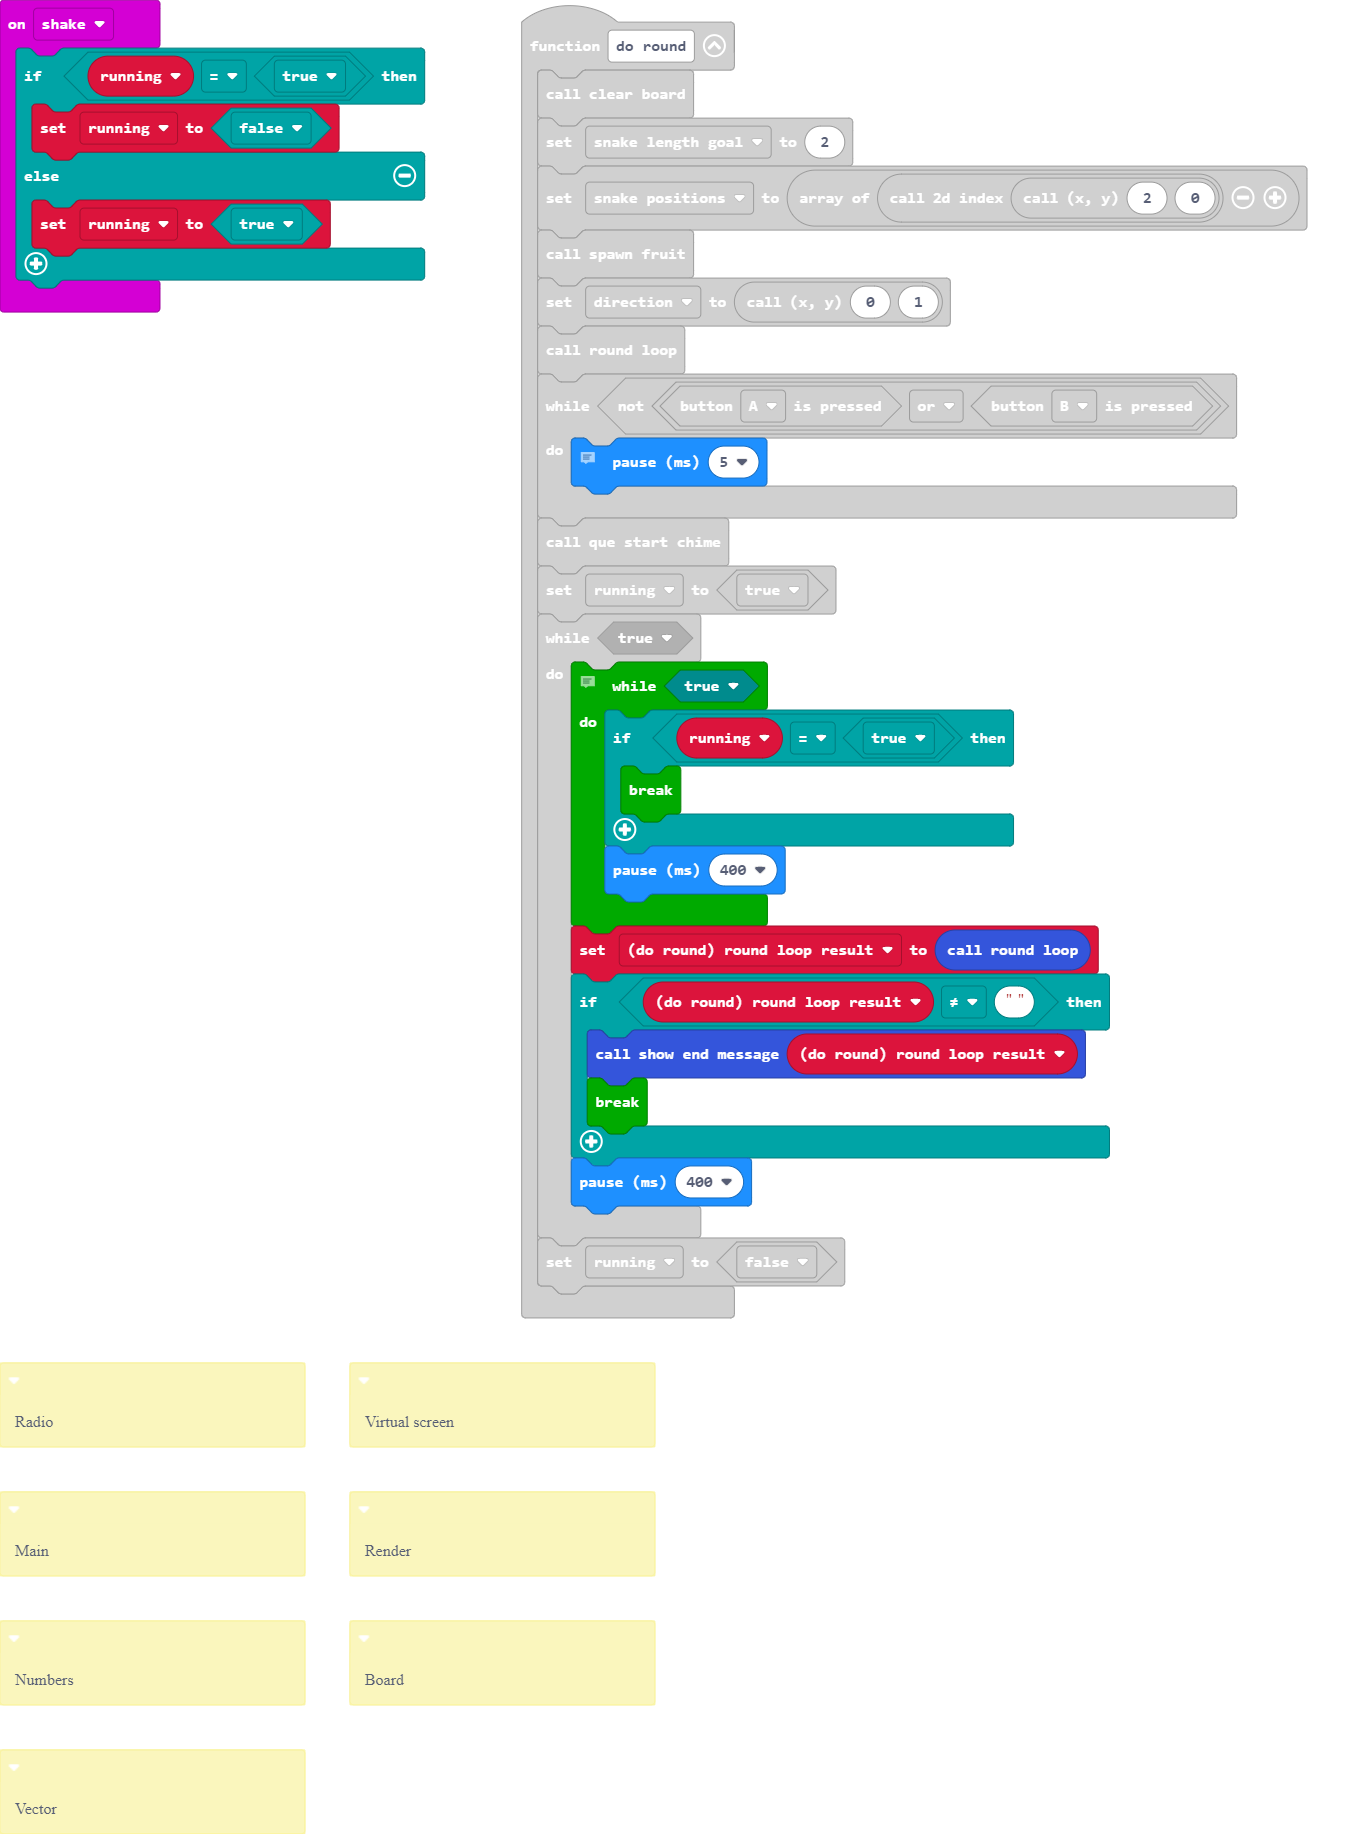 on shake
if running = true then
set running to false
else
set running to true
function do round
call clear board
set snake length goal to 2
set snake positions to array of call 2d index call (x, y) 2 0
call spawn fruit
set direction to call (x, y) 0 1
call round loop
while not button A is pressed or button B is pressed
do
pause (ms) 5
call que start chime
set running to true
while true
do
while true
do
if running = true then
break
pause (ms) 400
set (do round) round loop result to call round loop
if (do round) round loop result ≠ " " then
call show end message (do round) round loop result
break
pause (ms) 400
set running to false
Radio
Virtual screen
Main
Render
Numbers
Board
Vector